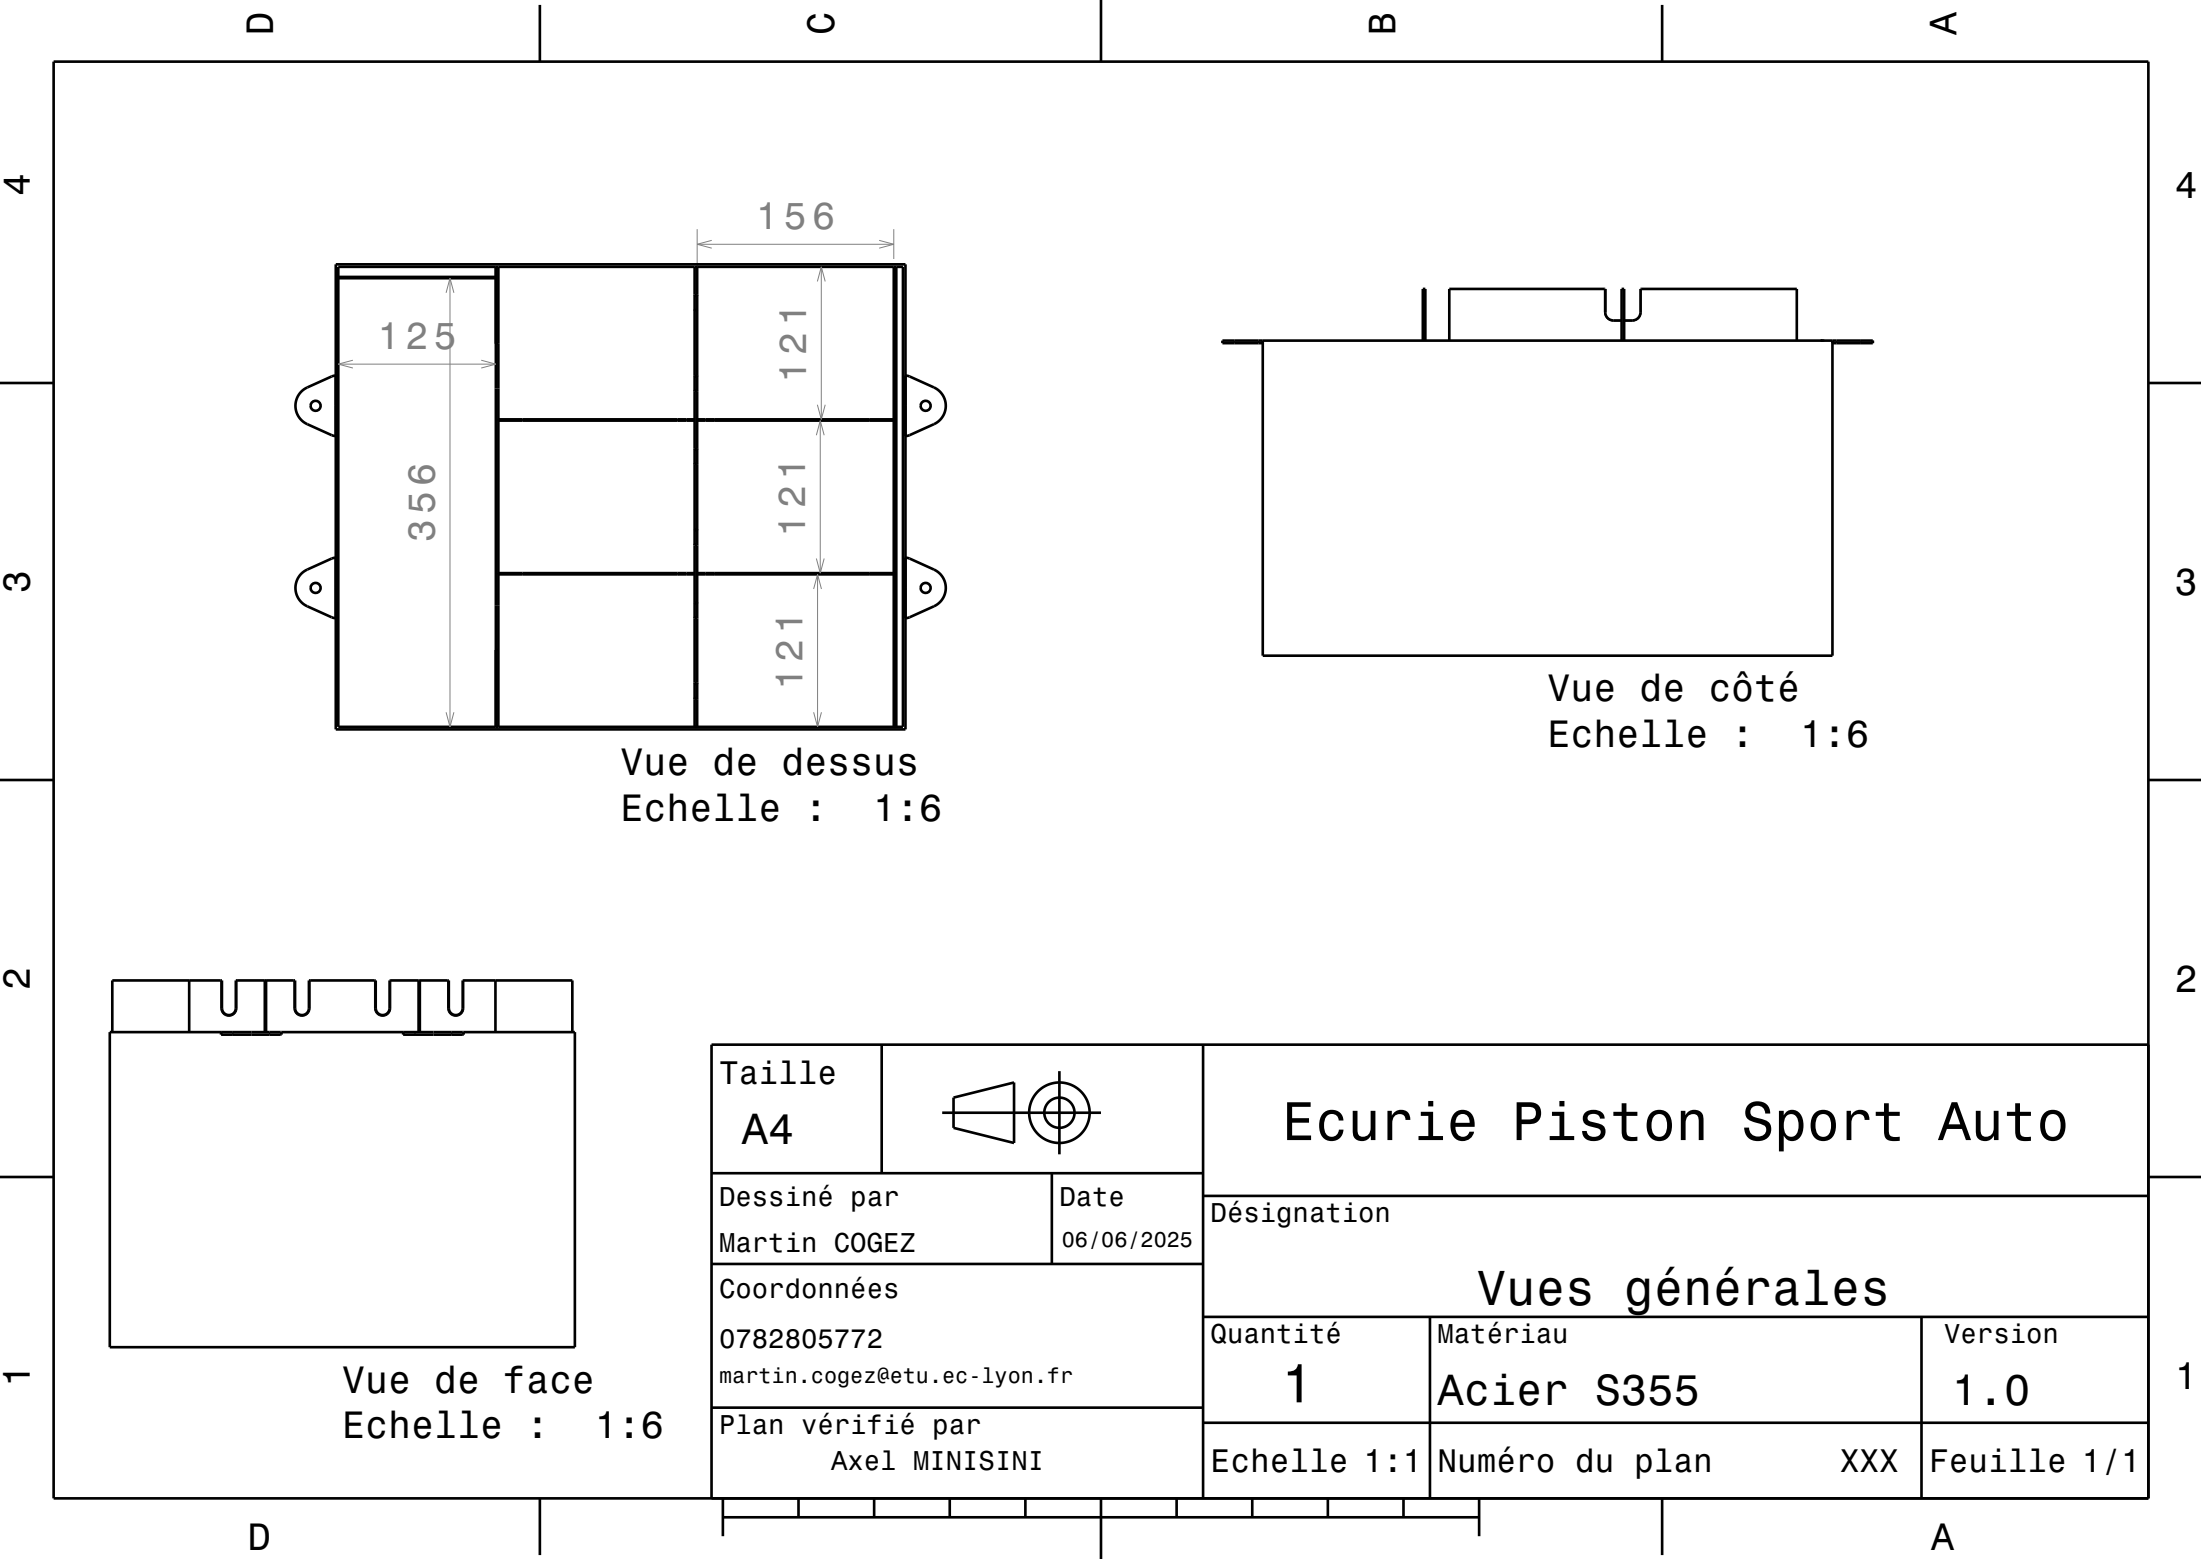 D C B A
4 4
156
125
121
356
121
121
3 3
Vue de dessus
Echelle : 1:6
Vue de côté
Echelle : 1:6
2 2
Vue de face
Echelle : 1:6
1 1
Taille
A4
Ecurie Piston Sport Auto
Dessiné par
Martin COGEZ
Date
06/06/2025
Désignation
Vues générales
Coordonnées
0782805772
martin.cogez@etu.ec-lyon.fr
Quantité
1
Matériau
Acier S355
Version
1.0
Plan vérifié par
Axel MINISINI
Echelle 1:1
Numéro du plan XXX
Feuille 1/1
D A